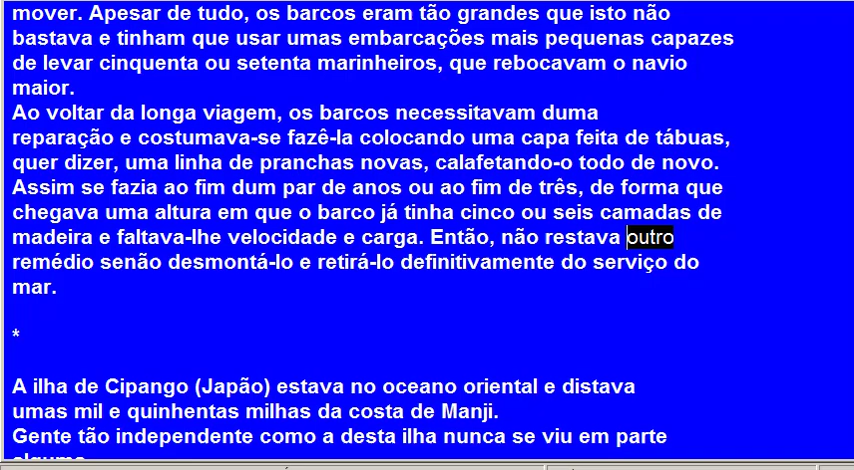 mover. Apesar de tudo, os barcos eram tão grandes que isto não
bastava e tinham que usar umas embarcações mais pequenas capazes
de levar cinquenta ou setenta marinheiros, que rebocavam o navio
maior.
Ao voltar da longa viagem, os barcos necessitavam duma
reparação e costumava-se fazê-la colocando uma capa feita de tábuas,
quer dizer, uma linha de pranchas novas, calafetando-o todo de novo.
Assim se fazia ao fim dum par de anos ou ao fim de três, de forma que
chegava uma altura em que o barco já tinha cinco ou seis camadas de
madeira e faltava-lhe velocidade e carga. Então, não restava outro
remédio senão desmontá-lo e retirá-lo definitivamente do serviço do
mar.
*
A ilha de Cipango (Japão) estava no oceano oriental e distava
umas mil e quinhentas milhas da costa de Manji.
Gente tão independente como a desta ilha nunca se viu em parte